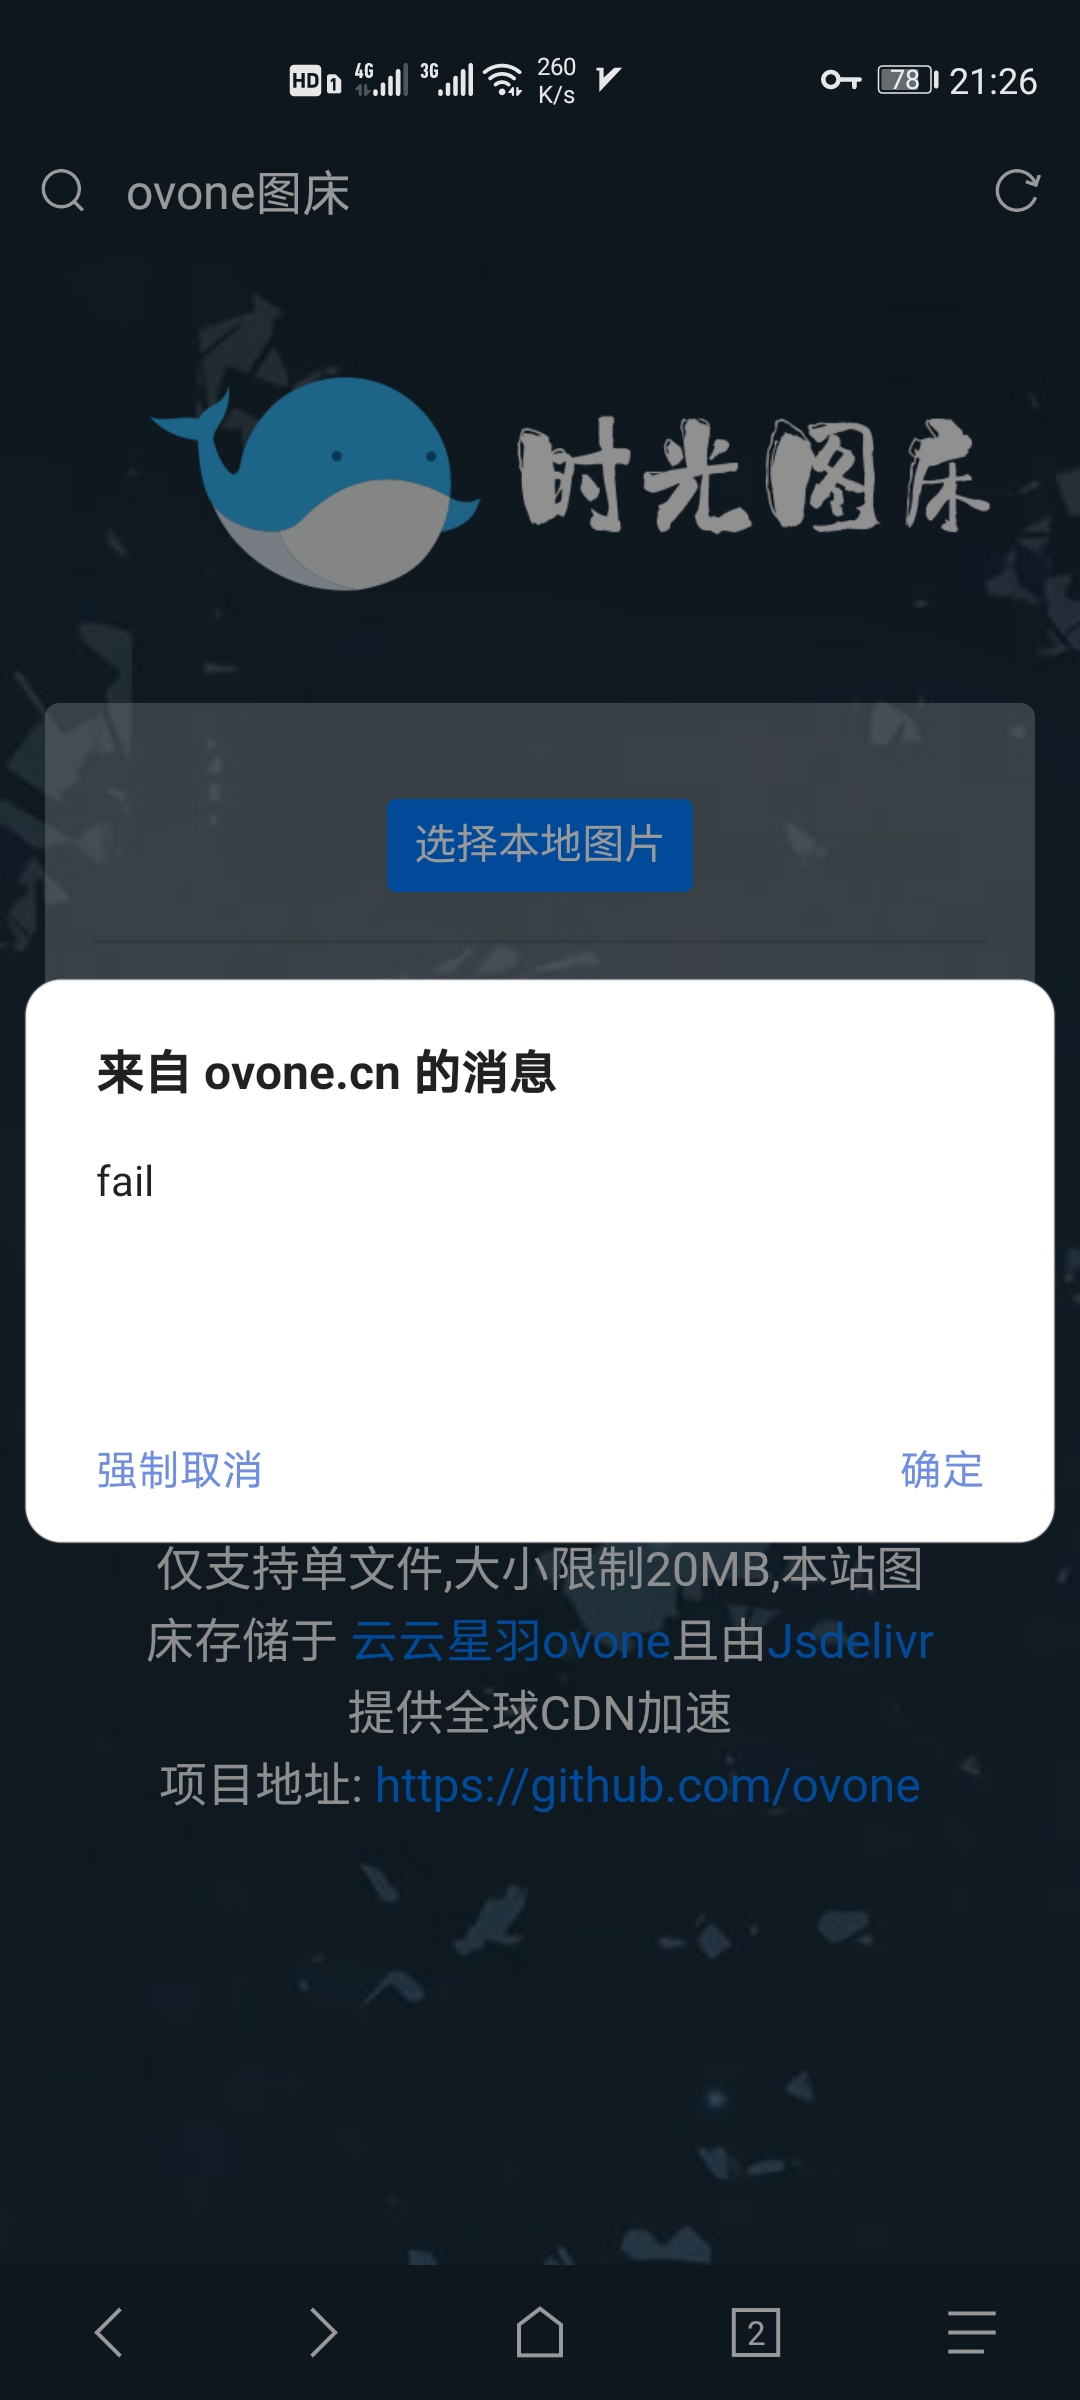 HD 1 4G 3G 260 K/s 78 21:26
ovone图床
时光图床
选择本地图片
来自 ovone.cn 的消息
fail
强制取消 确定
仅支持单文件,大小限制20MB,本站图
床存储于 云云星羽ovone且由Jsdelivr
提供全球CDN加速
项目地址: https://github.com/ovone
2